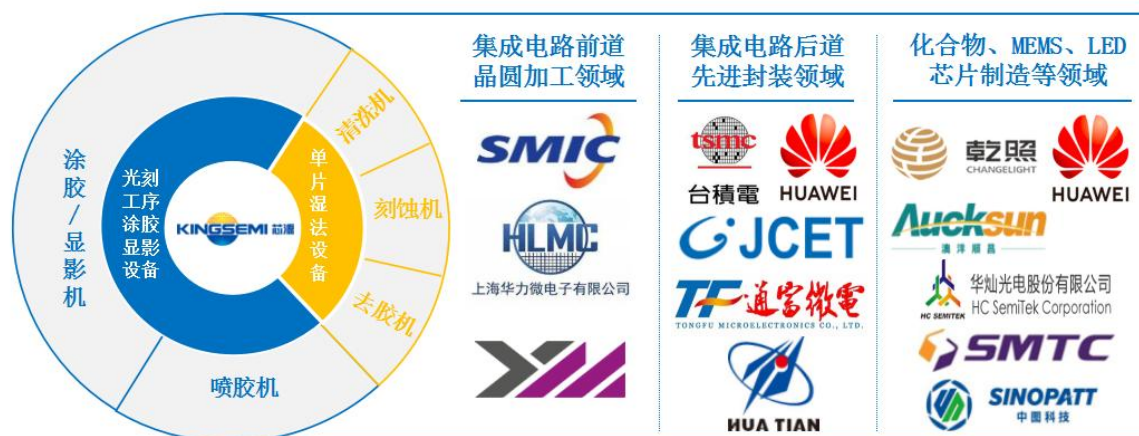 涂胶/显影机
喷胶机
清洗机
刻蚀机
去胶机
光刻
工序
涂胶
显影
设备
单片湿法设备
KINGSEMI 芯源
集成电路前道
晶圆加工领域
SMIC
HLMC
上海华力微电子有限公司
集成电路后道
先进封装领域
tsmc
台積電
HUAWEI
JCET
TF 通富微電
TONGFU MICROELECTRONICS CO., LTD.
HUA TIAN
化合物、MEMS、LED
芯片制造等领域
乾照
CHANGELIGHT
HUAWEI
Aucksun
澳洋顺昌
HC SEMITEK
华灿光电股份有限公司
HC SemiTek Corporation
SMTC
SINOPATT
中图科技